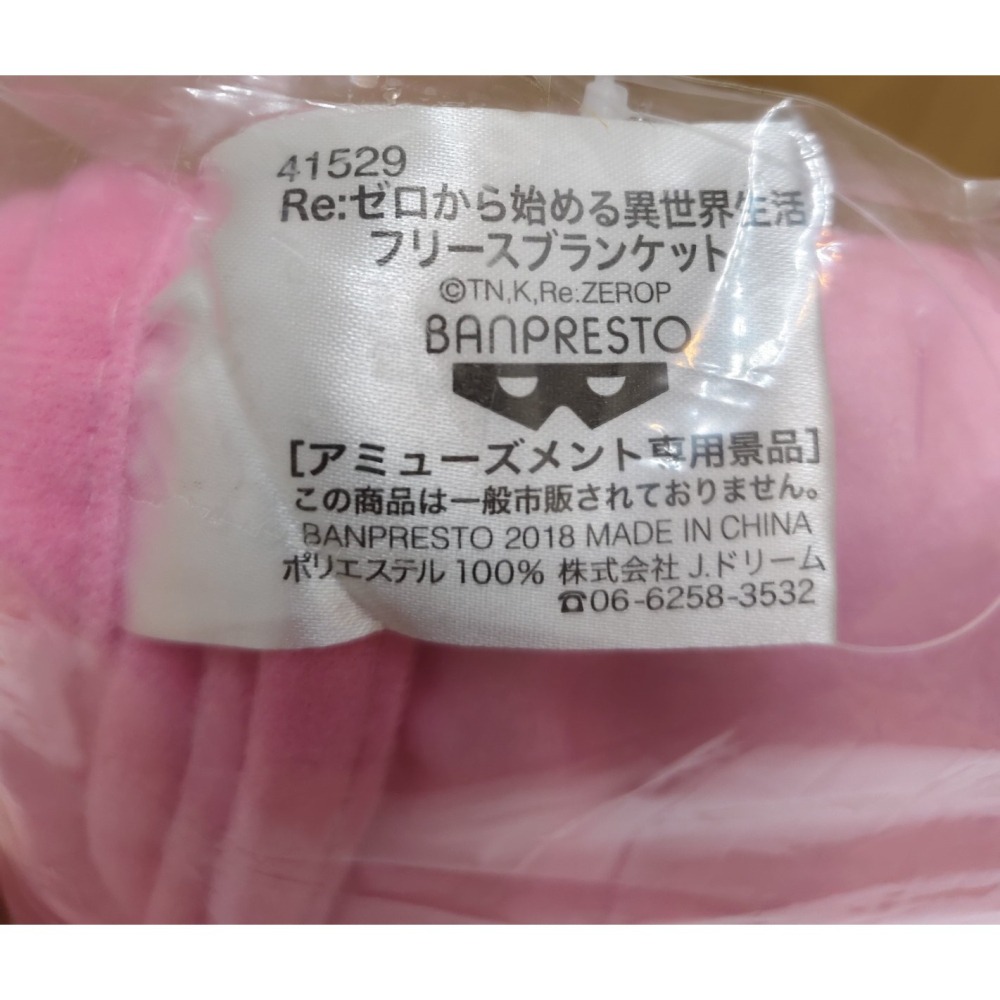 41529
Re:ゼロから始める異世界生活
フリースブランケット
©TN,K,Re:ZEROP
BANPRESTO
[アミューズメント専用景品]
この商品は一般市販されておりません。
BANPRESTO 2018 MADE IN CHINA
ポリエステル 100% 株式会社 J.ドリーム
☎06-6258-3532